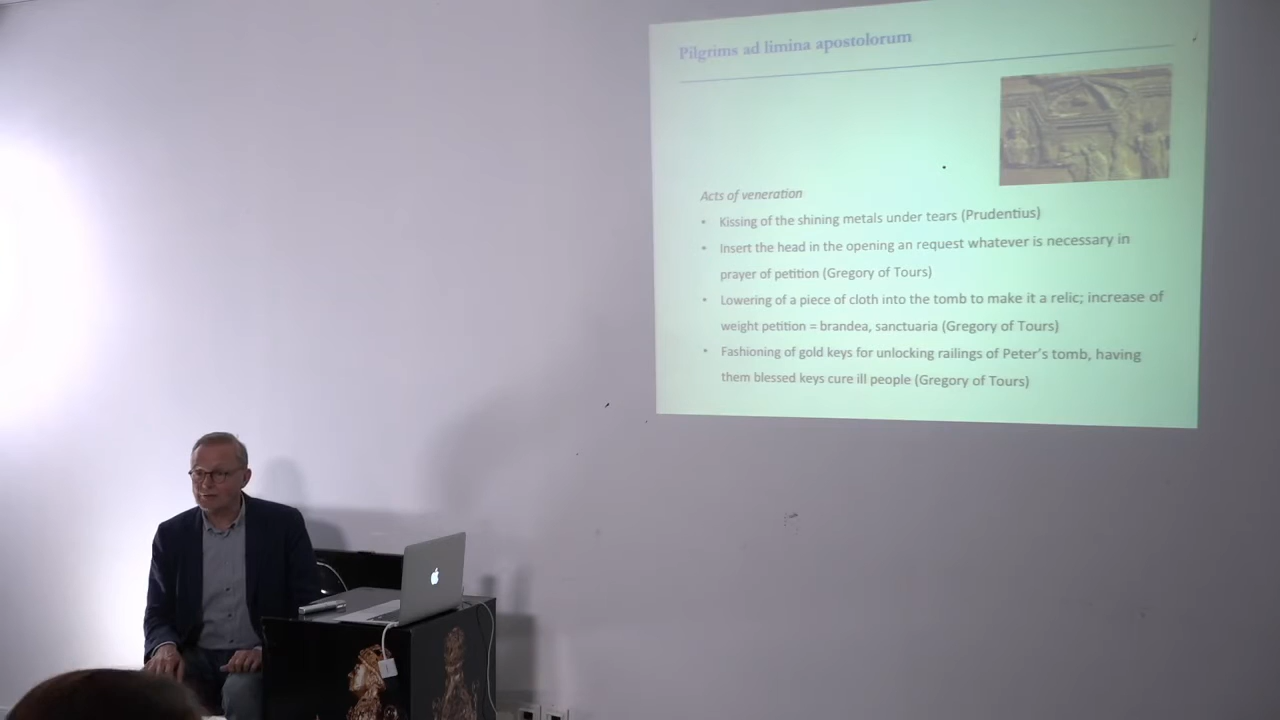 Pilgrims ad limina apostolorum
Acts of veneration
• Kissing of the shining metals under tears (Prudentius)
• Insert the head in the opening an request whatever is necessary in
prayer of petition (Gregory of Tours)
• Lowering of a piece of cloth into the tomb to make it a relic; increase of
weight petition = brandea, sanctuaria (Gregory of Tours)
• Fashioning of gold keys for unlocking railings of Peter's tomb, having
them blessed keys cure ill people (Gregory of Tours)